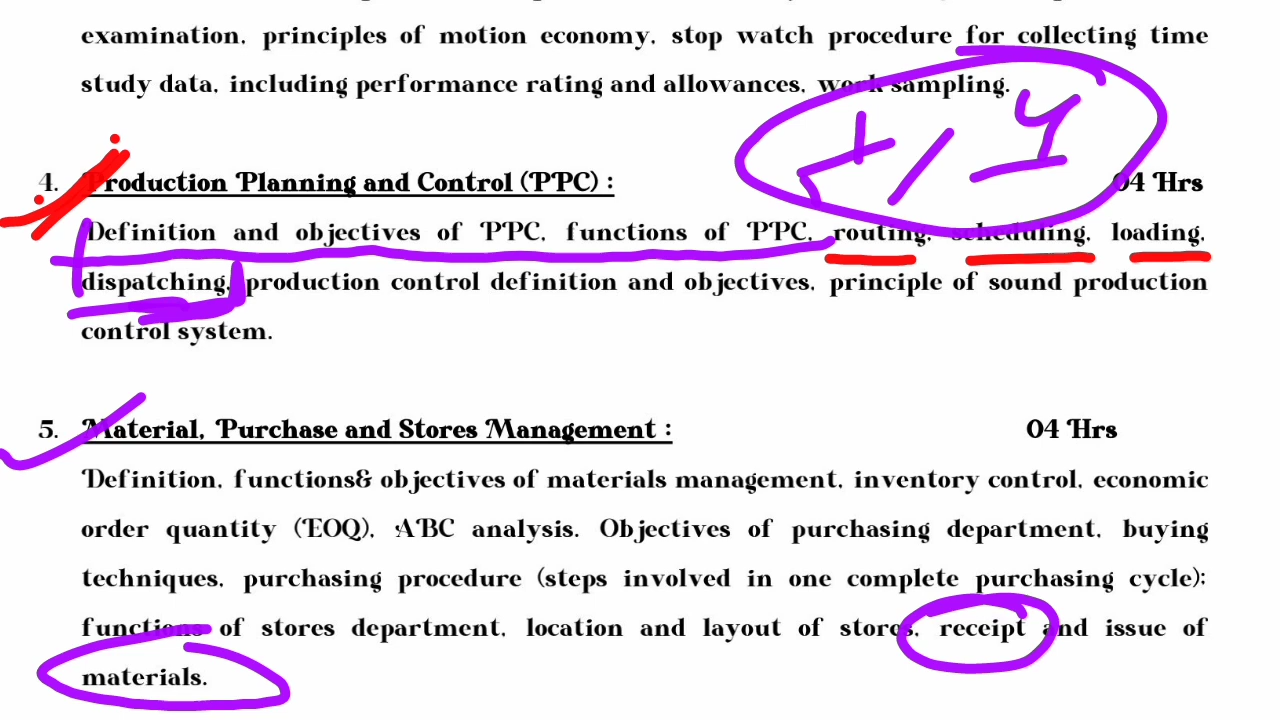 examination, principles of motion economy, stop watch procedure for collecting time
study data, including performance rating and allowances, work sampling.
4. Production Planning and Control (PPC) : 04 Hrs
Definition and objectives of PPC, functions of PPC, routing, scheduling, loading,
dispatching, production control definition and objectives, principle of sound production
control system.
5. Material, Purchase and Stores Management : 04 Hrs
Definition, functions& objectives of materials management, inventory control, economic
order quantity (EOQ), ABC analysis. Objectives of purchasing department, buying
techniques, purchasing procedure (steps involved in one complete purchasing cycle);
functions of stores department, location and layout of stores, receipt and issue of
materials.